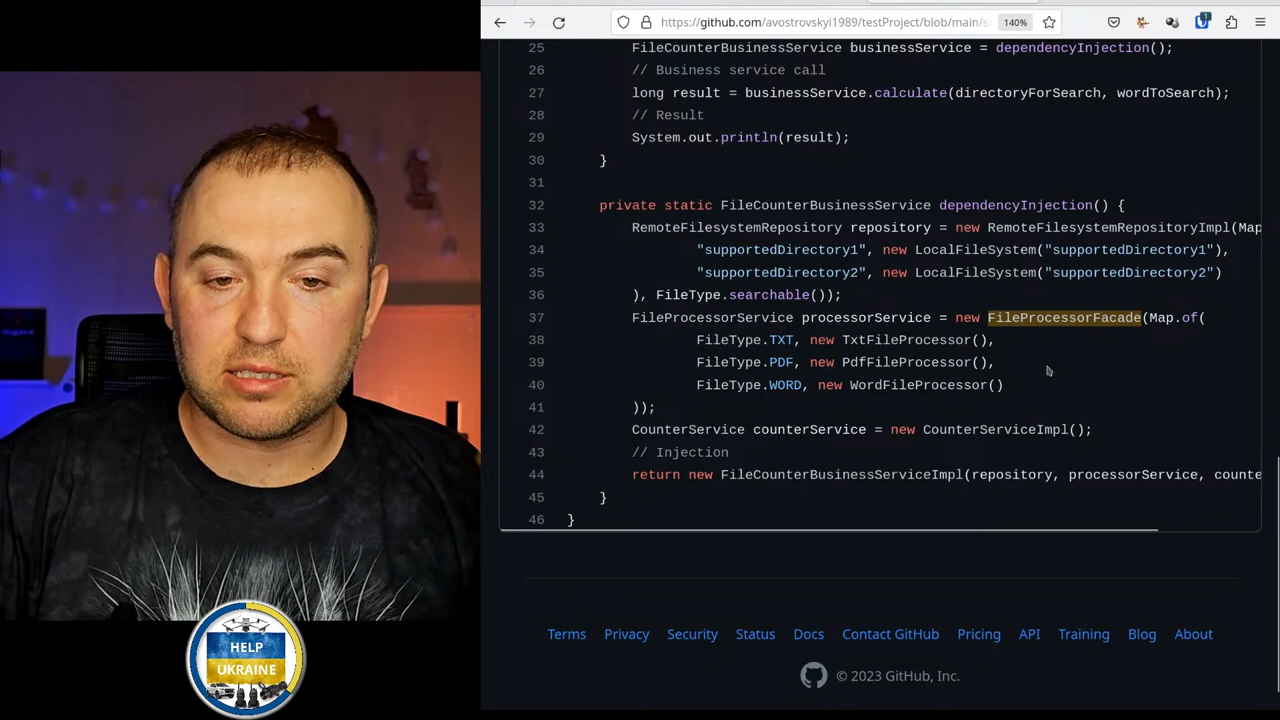 https://github.com/avostrovskyi1989/testProject/blob/main/s
140%
25 FileCounterBusinessService businessService = dependencyInjection();
26 // Business service call
27 long result = businessService.calculate(directoryForSearch, wordToSearch);
28 // Result
29 System.out.println(result);
30 }
31
32 private static FileCounterBusinessService dependencyInjection() {
33 RemoteFilesystemRepository repository = new RemoteFilesystemRepositoryImpl(Map
34 "supportedDirectory1", new LocalFileSystem("supportedDirectory1"),
35 "supportedDirectory2", new LocalFileSystem("supportedDirectory2")
36 ), FileType.searchable());
37 FileProcessorService processorService = new FileProcessorFacade(Map.of(
38 FileType.TXT, new TxtFileProcessor(),
39 FileType.PDF, new PdfFileProcessor(),
40 FileType.WORD, new WordFileProcessor()
41 ));
42 CounterService counterService = new CounterServiceImpl();
43 // Injection
44 return new FileCounterBusinessServiceImpl(repository, processorService, counte
45 }
46 }
Terms Privacy Security Status Docs Contact GitHub Pricing API Training Blog About
© 2023 GitHub, Inc.
HELP
UKRAINE